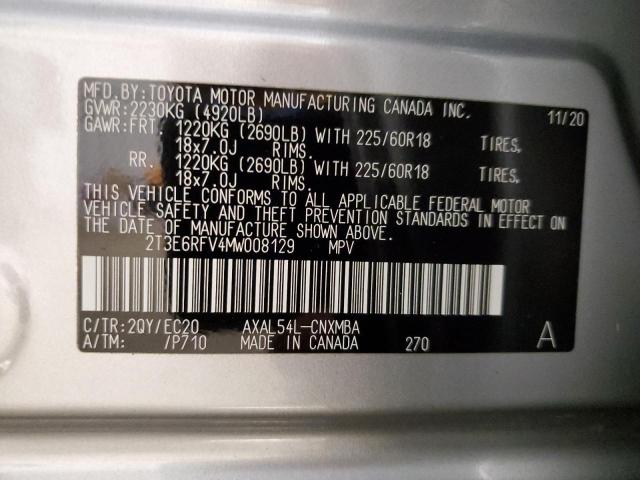 MFD.BY:TOYOTA MOTOR MANUFACTURING CANADA INC.
GVWR:2230KG (4920LB) 11/20
GAWR:FRT. 1220KG (2690LB) WITH 225/60R18 TIRES,
18x7.0J RIMS.
RR. 1220KG (2690LB) WITH 225/60R18 TIRES,
18x7.0J RIMS.
THIS VEHICLE CONFORMS TO ALL APPLICABLE FEDERAL MOTOR
VEHICLE SAFETY AND THEFT PREVENTION STANDARDS IN EFFECT ON
THE DATE OF MANUFACTURE SHOWN ABOVE.
2T3E6RFV4MW008129 MPV
C/TR:2QY/EC20 AXAL54L-CNXMBA
A/TM: /P710 MADE IN CANADA 270 A